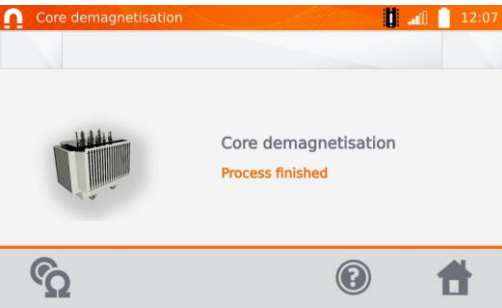 Core demagnetisation
12:07
Core demagnetisation
Process finished